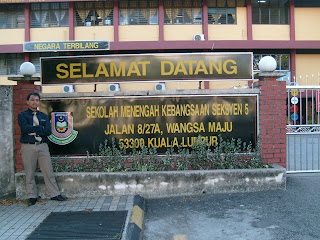 NEGARA TERBILANG
SELAMAT DATANG
SEKOLAH MENENGAH KEBANGSAAN SEKSYEN 5
JALAN 8/27A, WANGSA MAJU
53300 KUALA LUMPUR